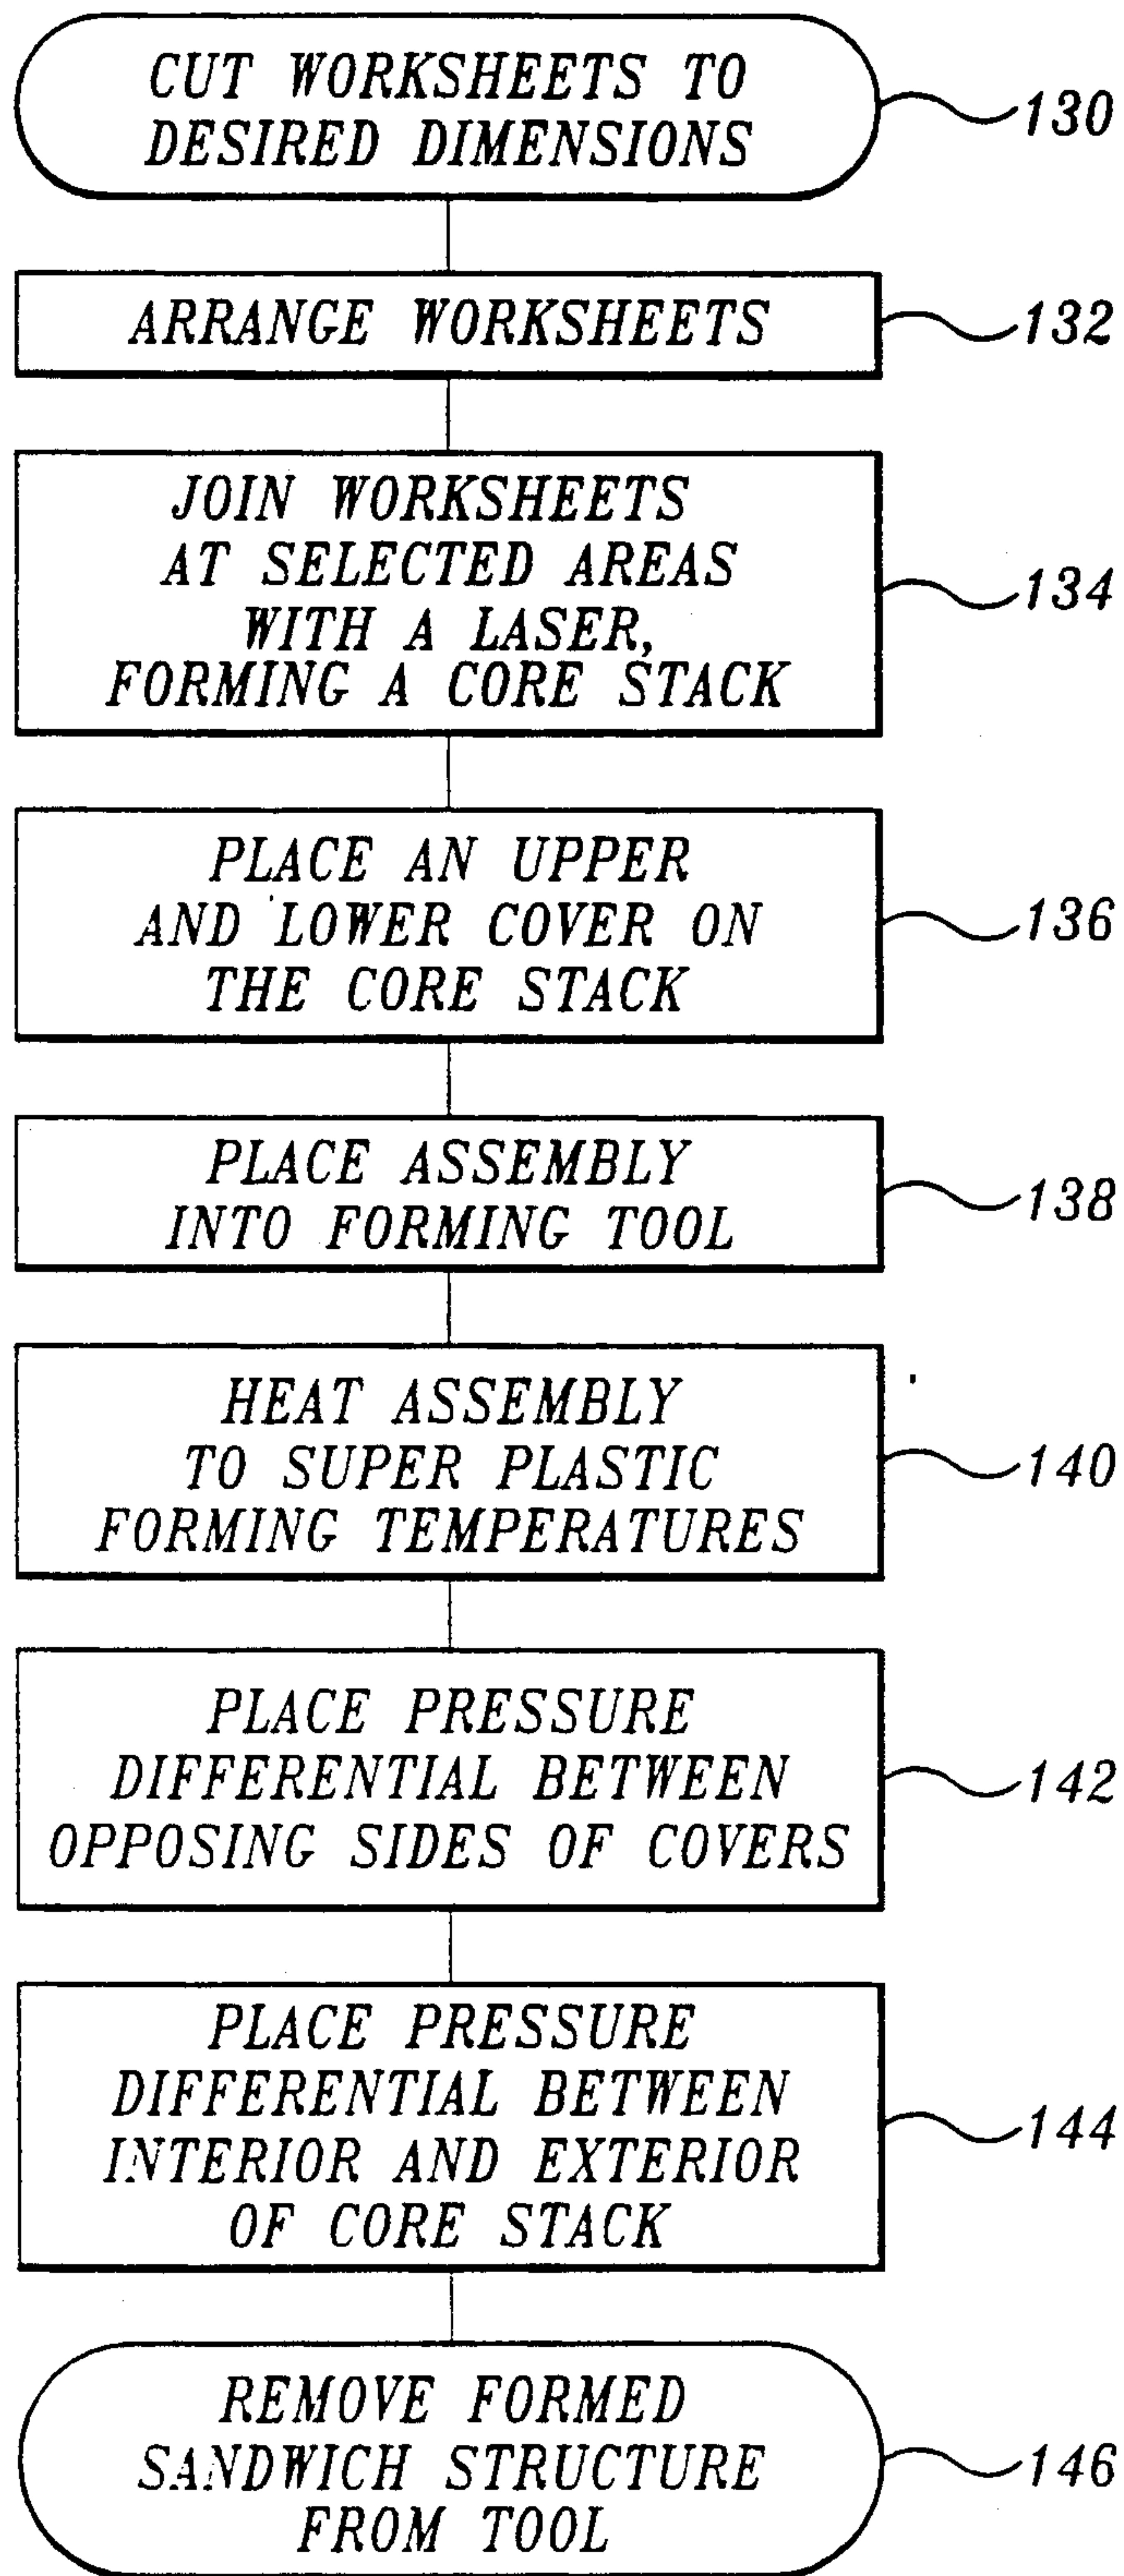 CUT WORKSHEETS TO
DESIRED DIMENSIONS
130
ARRANGE WORKSHEETS
132
JOIN WORKSHEETS
AT SELECTED AREAS
WITH A LASER,
FORMING A CORE STACK
134
PLACE AN UPPER
AND LOWER COVER ON
THE CORE STACK
136
PLACE ASSEMBLY
INTO FORMING TOOL
138
HEAT ASSEMBLY
TO SUPER PLASTIC
FORMING TEMPERATURES
140
PLACE PRESSURE
DIFFERENTIAL BETWEEN
OPPOSING SIDES OF COVERS
142
PLACE PRESSURE
DIFFERENTIAL BETWEEN
INTERIOR AND EXTERIOR
OF CORE STACK
144
REMOVE FORMED
SANDWICH STRUCTURE
FROM TOOL
146